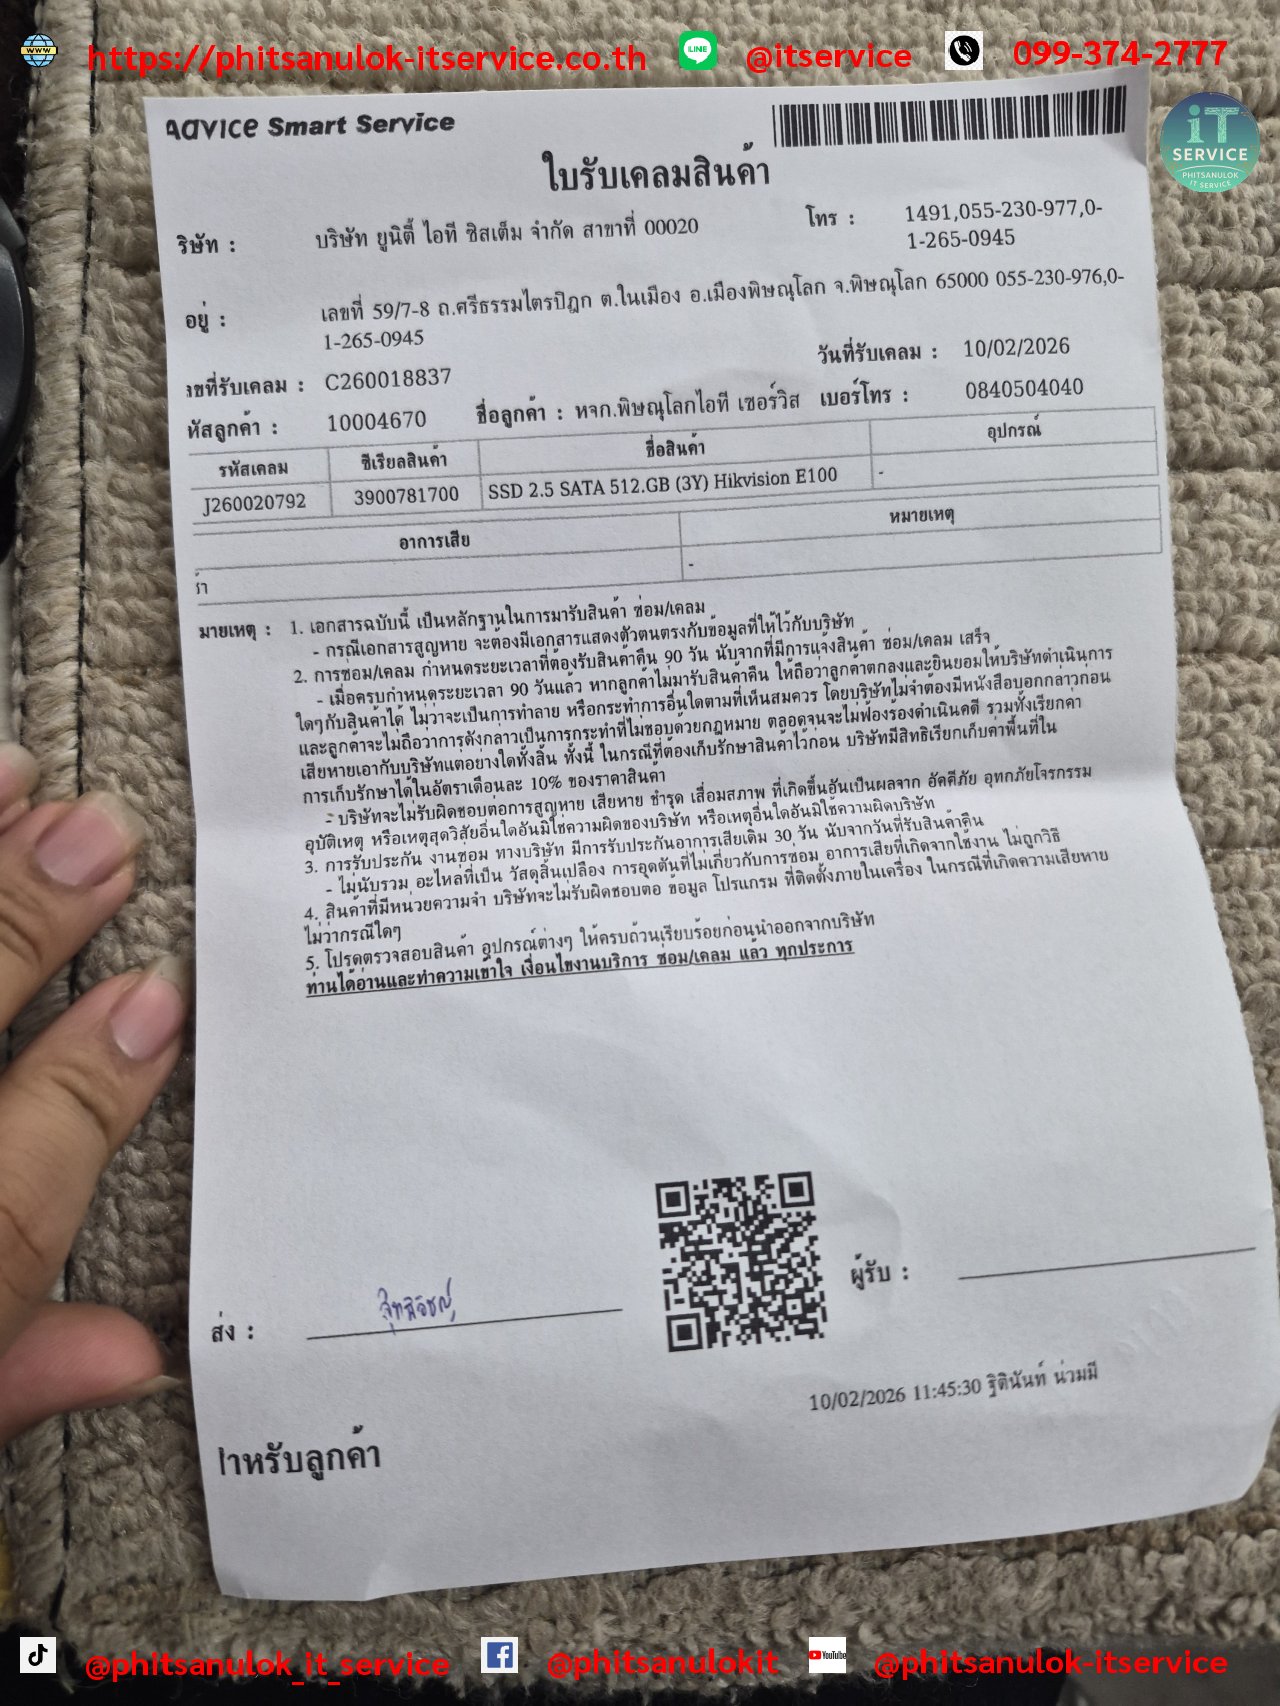 https://phitsanulok-itservice.co.th LINE @itservice 099-374-2777
iT SERVICE PHITSANULOK IT SERVICE
Advice Smart Service
ใบรับเคลมสินค้า
ริษัท : บริษัท ยูนิตี้ ไอที ซิสเต็ม จำกัด สาขาที่ 00020 โทร : 1491,055-230-977,0-
1-265-0945
อยู่ : เลขที่ 59/7-8 ถ.ศรีธรรมไตรปิฎก ต.ในเมือง อ.เมืองพิษณุโลก จ.พิษณุโลก 65000 055-230-976,0-
1-265-0945
ขที่รับเคลม : C260018837 วันที่รับเคลม : 10/02/2026
หัสลูกค้า : 10004670 ชื่อลูกค้า : หจก.พิษณุโลกไอที เซอร์วิส เบอร์โทร : 0840504040
รหัสเคลม ซีเรียลสินค้า ชื่อสินค้า อุปกรณ์
J260020792 3900781700 SSD 2.5 SATA 512.GB (3Y) Hikvision E100 -
อาการเสีย หมายเหตุ
ร้า -
มายเหตุ : 1. เอกสารฉบับนี้ เป็นหลักฐานในการมารับสินค้า ซ่อม/เคลม
- กรณีเอกสารสูญหาย จะต้องมีเอกสารแสดงตัวตนตรงกับข้อมูลที่ให้ไว้กับบริษัท
2. การซ่อม/เคลม กำหนดระยะเวลาที่ต้องรับสินค้าคืน 90 วัน นับจากที่มีการแจ้งสินค้า ซ่อม/เคลม เสร็จ
- เมื่อครบกำหนดระยะเวลา 90 วันแล้ว หากลูกค้าไม่มารับสินค้าคืน ให้ถือว่าลูกค้าตกลงและยินยอมให้บริษัทดำเนินการ
ใดๆกับสินค้าได้ ไม่ว่าจะเป็นการทำลาย หรือกระทำการอื่นใดตามที่เห็นสมควร โดยบริษัทไม่จำต้องมีหนังสือบอกกล่าวก่อน
และลูกค้าจะไม่ถือว่าการดังกล่าวเป็นการกระทำที่ไม่ชอบด้วยกฎหมาย ตลอดจนจะไม่ฟ้องร้องดำเนินคดี รวมทั้งเรียกค่า
เสียหายเอากับบริษัทแต่อย่างใดทั้งสิ้น ทั้งนี้ ในกรณีที่ต้องเก็บรักษาสินค้าไว้ก่อน บริษัทมีสิทธิเรียกเก็บค่าพื้นที่ใน
การเก็บรักษาได้ในอัตราเดือนละ 10% ของราคาสินค้า
- บริษัทจะไม่รับผิดชอบต่อการสูญหาย เสียหาย ชำรุด เสื่อมสภาพ ที่เกิดขึ้นอันเป็นผลจาก อัคคีภัย อุทกภัยโจรกรรม
อุบัติเหตุ หรือเหตุสุดวิสัยอื่นใดอันมิใช่ความผิดของบริษัท หรือเหตุอื่นใดอันมิใช้ความผิดบริษัท
3. การรับประกัน งานซ่อม ทางบริษัท มีการรับประกันอาการเสียเดิม 30 วัน นับจากวันที่รับสินค้าคืน
- ไม่นับรวม อะไหล่ที่เป็น วัสดุสิ้นเปลือง การอุดตันที่ไม่เกี่ยวกับการซ่อม อาการเสียที่เกิดจากใช้งาน ไม่ถูกวิธี
4. สินค้าที่มีหน่วยความจำ บริษัทจะไม่รับผิดชอบต่อ ข้อมูล โปรแกรม ที่ติดตั้งภายในเครื่อง ในกรณีที่เกิดความเสียหาย
ไม่ว่ากรณีใดๆ
5. โปรดตรวจสอบสินค้า อุปกรณ์ต่างๆ ให้ครบถ้วนเรียบร้อยก่อนนำออกจากบริษัท
ท่านได้อ่านและทำความเข้าใจ เงื่อนไขงานบริการ ซ่อม/เคลม แล้ว ทุกประการ
ส่ง : ผู้รับ :
10/02/2026 11:45:30 ฐิตินันท์ น่วมมี
ำหรับลูกค้า
@phitsanulok_it_service @phitsanulokit YouTube @phitsanulok-itservice